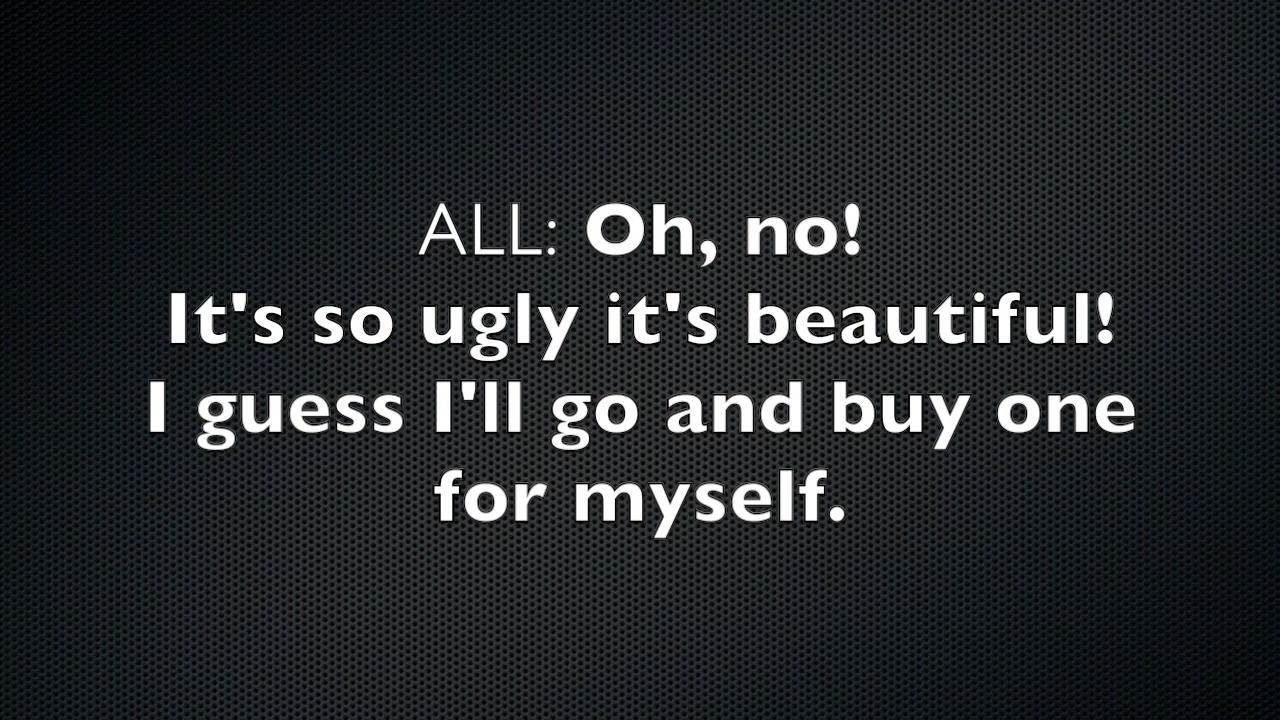 ALL: Oh, no!
It's so ugly it's beautiful!
I guess I'll go and buy one
for myself.